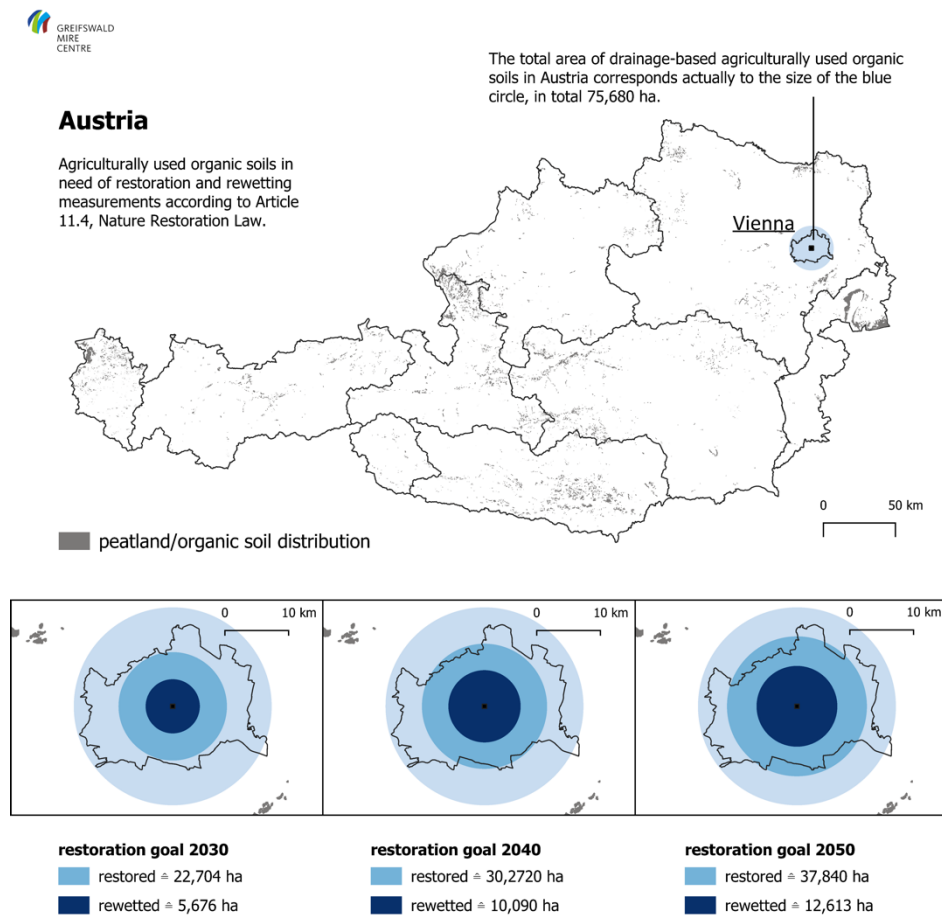 GREIFSWALD
MIRE
CENTRE
The total area of drainage-based agriculturally used organic
soils in Austria corresponds actually to the size of the blue
circle, in total 75,680 ha.
Austria
Agriculturally used organic soils in
need of restoration and rewetting
measurements according to Article
11.4, Nature Restoration Law.
Vienna
0 50 km
peatland/organic soil distribution
0 10 km
0 10 km
0 10 km
restoration goal 2030
restored ≙ 22,704 ha
rewetted ≙ 5,676 ha
restoration goal 2040
restored ≙ 30,2720 ha
rewetted ≙ 10,090 ha
restoration goal 2050
restored ≙ 37,840 ha
rewetted ≙ 12,613 ha